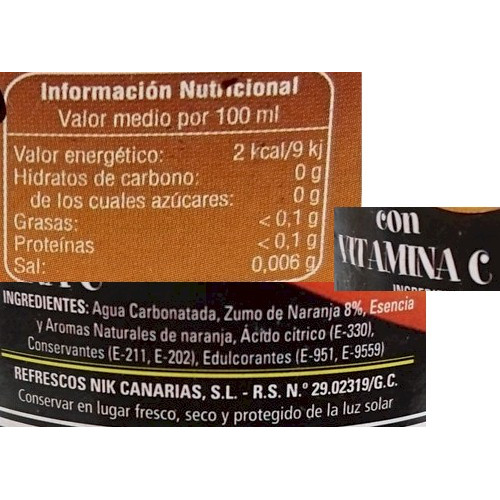 Información Nutricional
Valor medio por 100 ml
Valor energético: 2 kcal/9 kj
Hidratos de carbono: 0 g
de los cuales azúcares: 0 g
Grasas: <0,1 g
Proteínas <0,1 g
Sal: 0,006 g
con
VITAMINA C
INGREDIENTES: Agua Carbonatada, Zumo de Naranja 8%, Esencia
y Aromas Naturales de naranja, Ácido cítrico (E-330),
Conservantes (E-211, E-202), Edulcorantes (E-951, E-9559)
REFRESCOS NIK CANARIAS, S.L. - R.S. N.º 29.02319/G.C.
Conservar en lugar fresco, seco y protegido de la luz solar